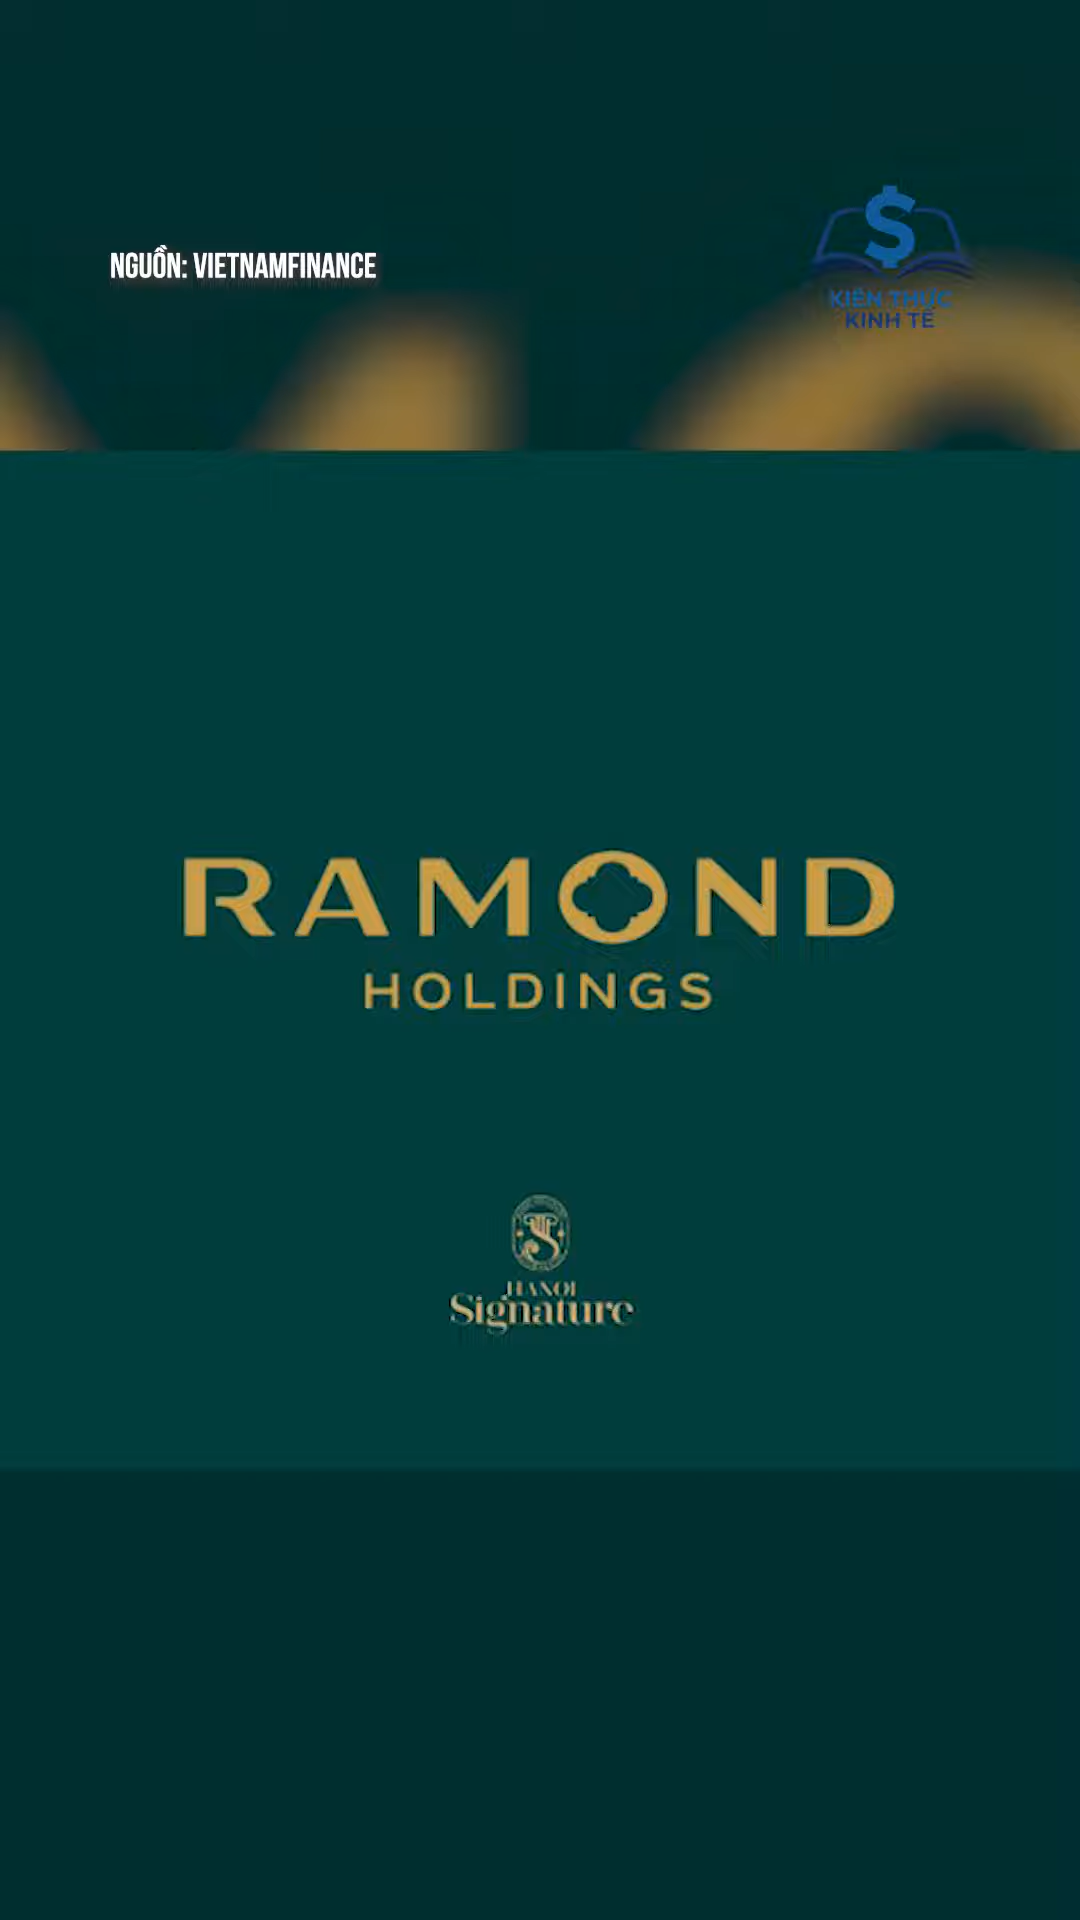 NGUỒN: VIETNAMFINANCE
$
KIẾN THỨC
KINH TẾ
RAMOND
HOLDINGS
HANOI
Signature